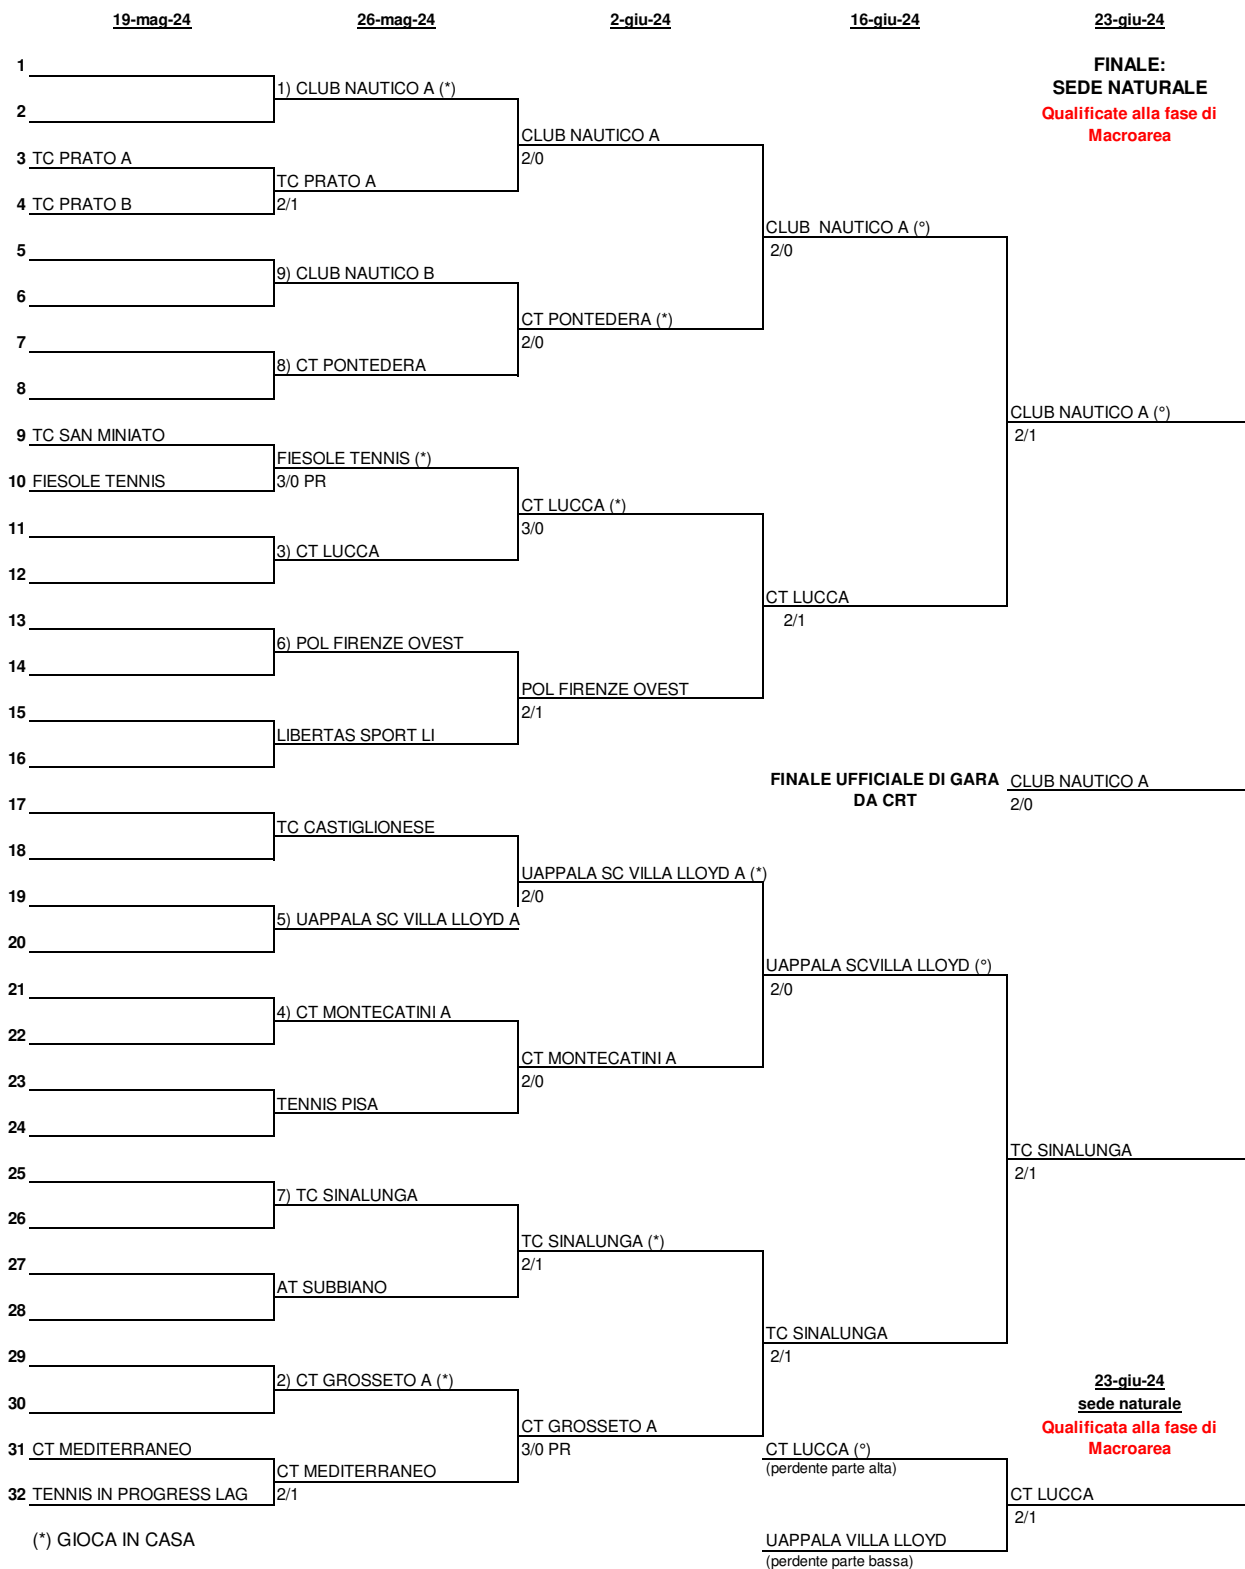 19-mag-24 26-mag-24 2-giu-24 16-giu-24 23-giu-24
1
FINALE:
SEDE NATURALE
1) CLUB NAUTICO A (*)
2
Qualificate alla fase di
Macroarea
CLUB NAUTICO A
2/0
3 TC PRATO A
TC PRATO A
2/1
4 TC PRATO B
CLUB  NAUTICO A (°)
2/0
5
9) CLUB NAUTICO B
6
CT PONTEDERA (*)
2/0
7
8) CT PONTEDERA
8
CLUB NAUTICO A (°)
2/1
9 TC SAN MINIATO
FIESOLE TENNIS (*)
3/0 PR
10 FIESOLE TENNIS
CT LUCCA (*)
3/0
11
3) CT LUCCA
12
CT LUCCA
2/1
13
6) POL FIRENZE OVEST
14
POL FIRENZE OVEST
2/1
15
LIBERTAS SPORT LI
16
FINALE UFFICIALE DI GARA
DA CRT
CLUB NAUTICO A
2/0
17
TC CASTIGLIONESE
18
UAPPALA SC VILLA LLOYD A (*)
2/0
19
5) UAPPALA SC VILLA LLOYD A
20
UAPPALA SCVILLA LLOYD (°)
2/0
21
4) CT MONTECATINI A
22
CT MONTECATINI A
2/0
23
TENNIS PISA
24
TC SINALUNGA
2/1
25
7) TC SINALUNGA
26
TC SINALUNGA (*)
2/1
27
AT SUBBIANO
28
TC SINALUNGA
2/1
29
2) CT GROSSETO A (*)
30
23-giu-24
sede naturale
Qualificata alla fase di
Macroarea
CT GROSSETO A
3/0 PR
31 CT MEDITERRANEO
CT LUCCA (°)
(perdente parte alta)
CT MEDITERRANEO
2/1
32 TENNIS IN PROGRESS LAG
CT LUCCA
2/1
(*) GIOCA IN CASA
UAPPALA VILLA LLOYD
(perdente parte bassa)